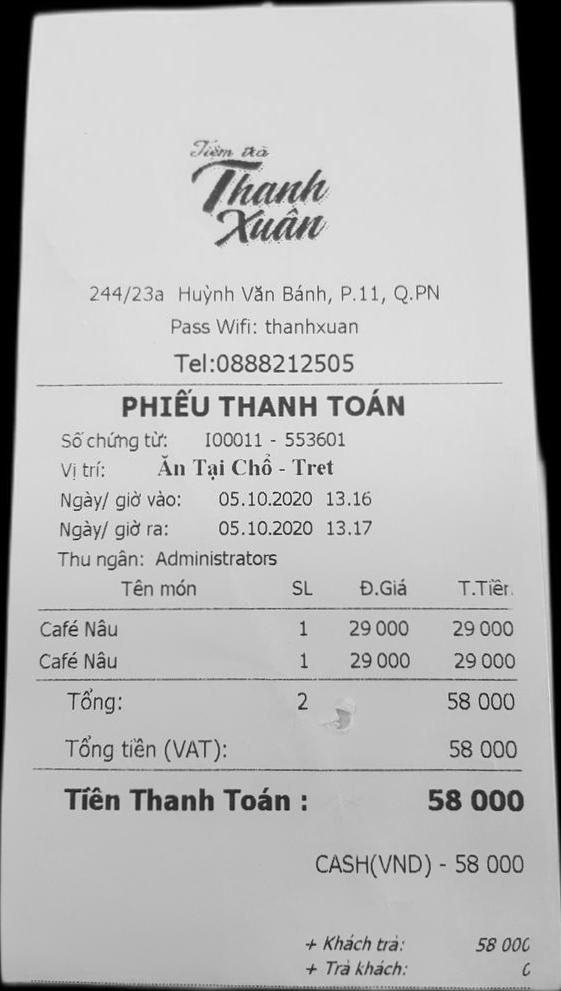 Tiệm trà
Thanh
Xuân
244/23a Huỳnh Văn Bánh, P.11, Q.PN
Pass Wifi: thanhxuan
Tel:0888212505
PHIẾU THANH TOÁN
Số chứng từ: I00011 - 553601
Vị trí: Ăn Tại Chổ - Tret
Ngày/ giờ vào: 05.10.2020 13.16
Ngày/ giờ ra: 05.10.2020 13.17
Thu ngân: Administrators
Tên món SL Đ.Giá T.Tiền
Café Nâu 1 29 000 29 000
Café Nâu 1 29 000 29 000
Tổng: 2 58 000
Tổng tiền (VAT): 58 000
Tiền Thanh Toán : 58 000
CASH(VND) - 58 000
+ Khách trả: 58 000
+ Trả khách: 0